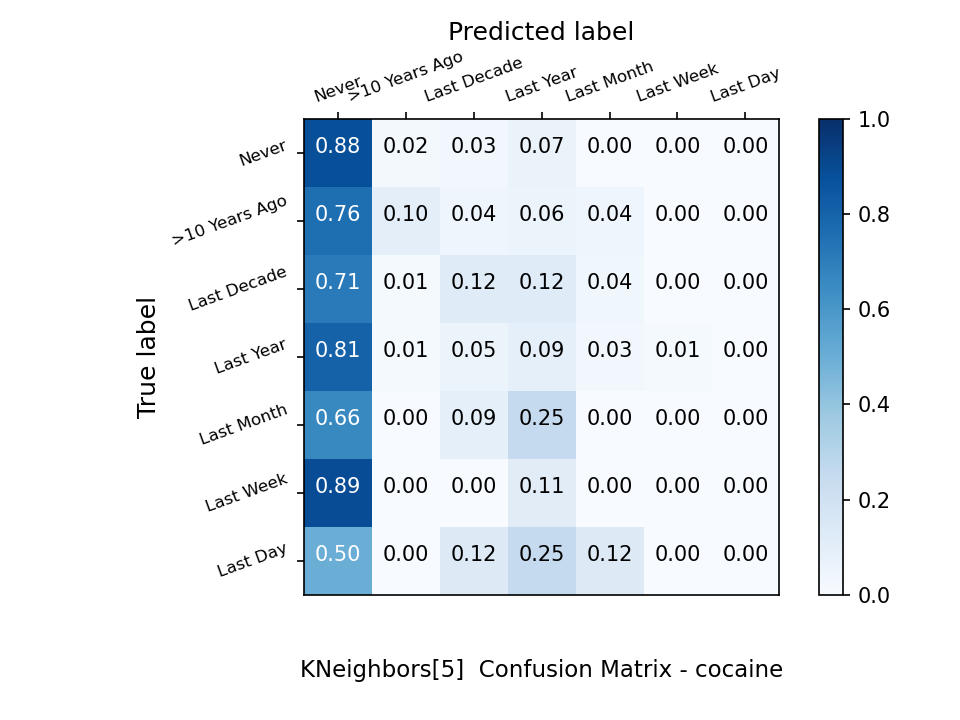 Predicted label
Never >10 Years Ago Last Decade Last Year Last Month Last Week Last Day
True label
Never 0.88 0.02 0.03 0.07 0.00 0.00 0.00
>10 Years Ago 0.76 0.10 0.04 0.06 0.04 0.00 0.00
Last Decade 0.71 0.01 0.12 0.12 0.04 0.00 0.00
Last Year 0.81 0.01 0.05 0.09 0.03 0.01 0.00
Last Month 0.66 0.00 0.09 0.25 0.00 0.00 0.00
Last Week 0.89 0.00 0.00 0.11 0.00 0.00 0.00
Last Day 0.50 0.00 0.12 0.25 0.12 0.00 0.00
1.0
0.8
0.6
0.4
0.2
0.0
KNeighbors[5]  Confusion Matrix - cocaine